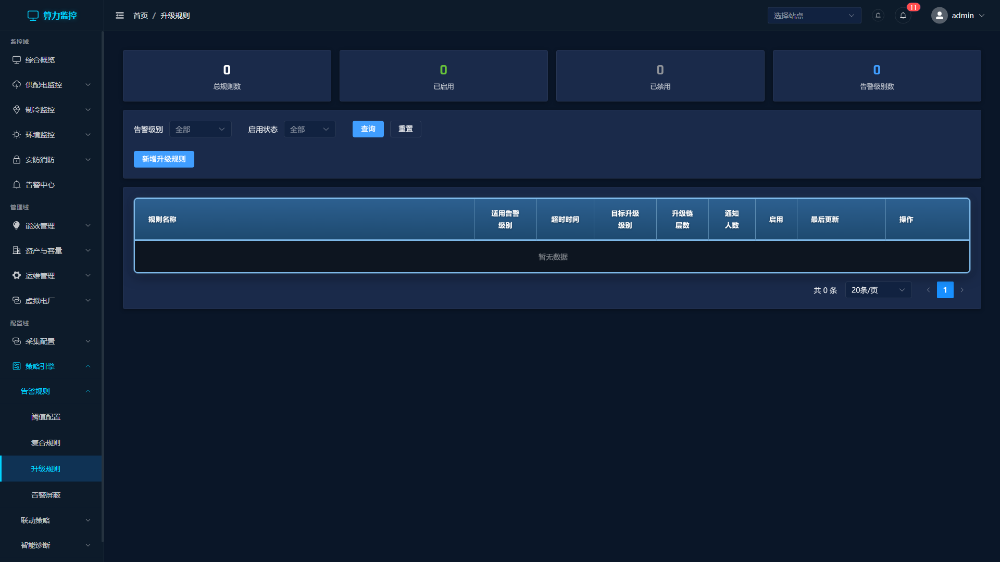 算力监控
首页 / 升级规则
选择站点
11
admin
监控域
综合概览
供配电监控
制冷监控
环境监控
安防消防
告警中心
管理域
能效管理
资产与容量
运维管理
虚拟电厂
配置域
采集配置
策略引擎
告警规则
阈值配置
复合规则
升级规则
告警屏蔽
联动策略
智能诊断
0
总规则数
0
已启用
0
已禁用
0
告警级别数
告警级别 全部 启用状态 全部 查询 重置
新增升级规则
规则名称
适用告警
级别
超时时间
目标升级
级别
升级链
层数
通知
人数
启用
最后更新
操作
暂无数据
共 0 条 20条/页 1